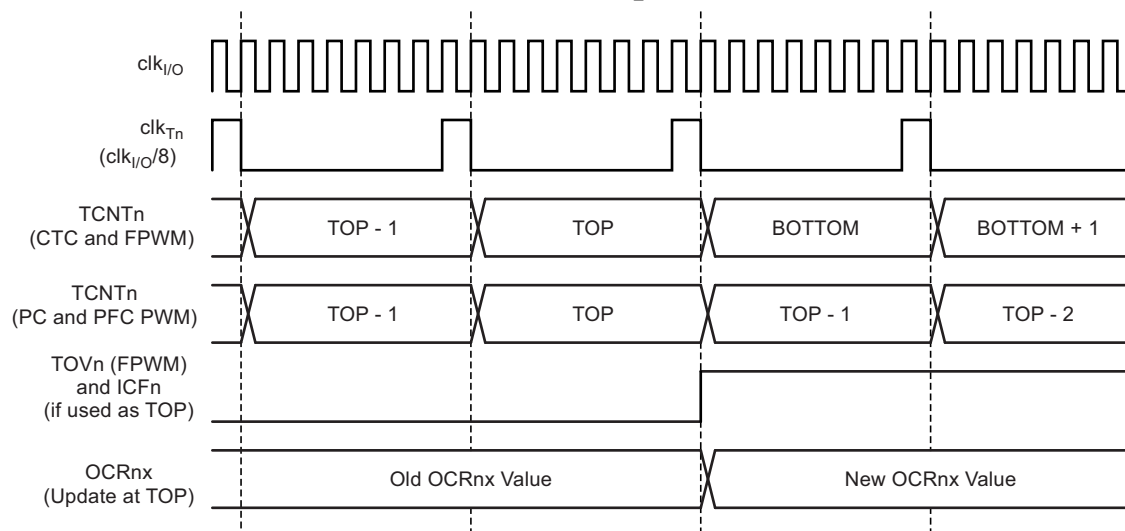 clkI/O
clkTn
(clkI/O/8)
TCNTn
(CTC and FPWM)
TOP - 1
TOP
BOTTOM
BOTTOM + 1
TCNTn
(PC and PFC PWM)
TOP - 1
TOP
TOP - 1
TOP - 2
TOVn (FPWM)
and ICFn
(if used as TOP)
OCRnx
(Update at TOP)
Old OCRnx Value
New OCRnx Value